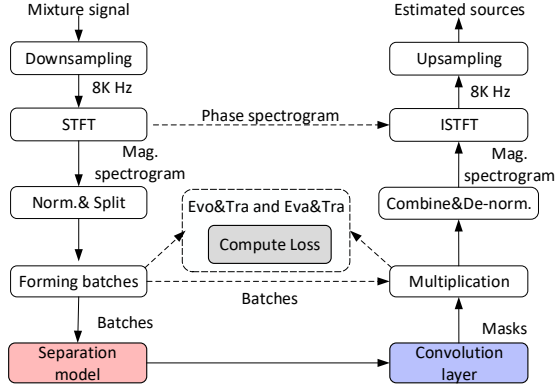 Mixture signal
Estimated sources
Downsampling
Upsampling
8K Hz
8K Hz
STFT
Phase spectrogram
ISTFT
Mag.
spectrogram
Mag.
spectrogram
Norm.& Split
Evo&Tra and Eva&Tra
Compute Loss
Combine&De-norm.
Forming batches
Batches
Multiplication
Batches
Masks
Separation
model
Convolution
layer